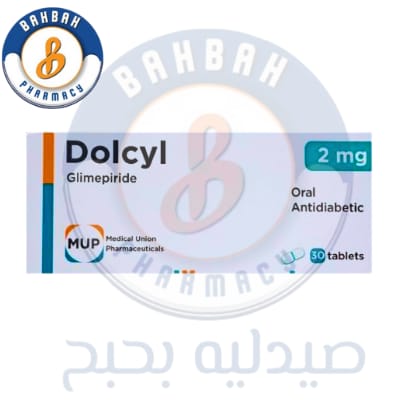 BAHBAH
PHARMACY
BAHBAH
Dolcyl
2 mg
Glimepiride
Oral
Antidiabetic
MUP
Medical Union
Pharmaceuticals
30 tablets
PHARMACY
صيدليه بحبح